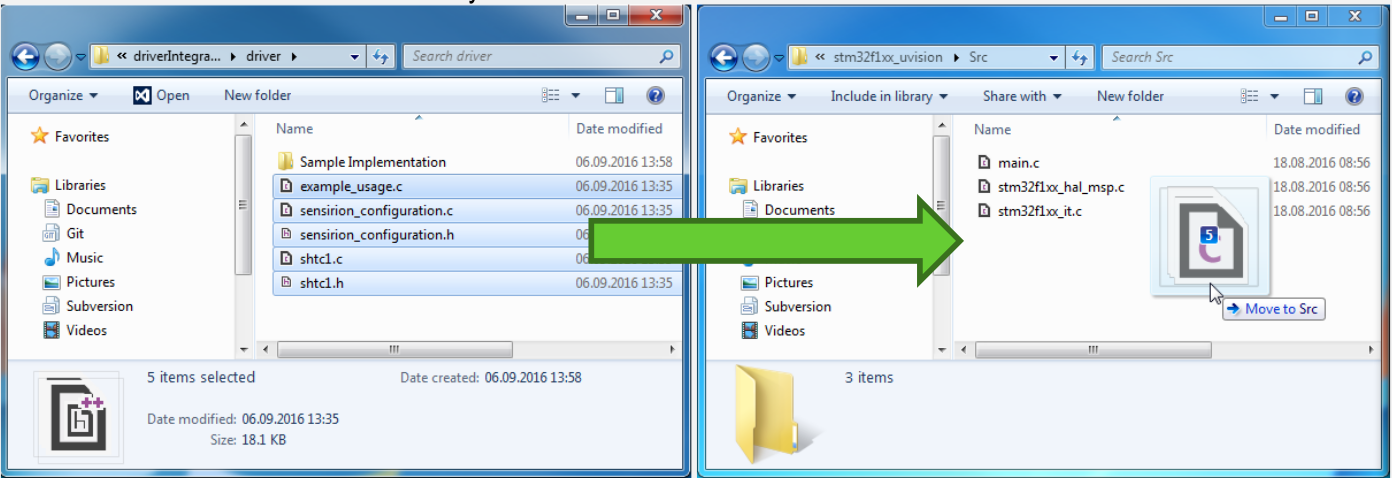 « driverIntegra... ▸ driver ▸
Search driver
Organize ▾ Open New folder
Favorites
Libraries
Documents
Git
Music
Pictures
Subversion
Videos
Name Date modified
Sample Implementation 06.09.2016 13:58
example_usage.c 06.09.2016 13:35
sensirion_configuration.c 06.09.2016 13:35
sensirion_configuration.h
shtc1.c
shtc1.h 06.09.2016 13:35
5 items selected Date created: 06.09.2016 13:58
Date modified: 06.09.2016 13:35
Size: 18.1 KB
« stm32f1xx_uvision ▸ Src
Search Src
Organize ▾ Include in library ▾ Share with ▾ New folder
Favorites
Libraries
Documents
Pictures
Subversion
Videos
Name Date modified
main.c 18.08.2016 08:56
stm32f1xx_hal_msp.c 18.08.2016 08:56
stm32f1xx_it.c 18.08.2016 08:56
5
Move to Src
3 items